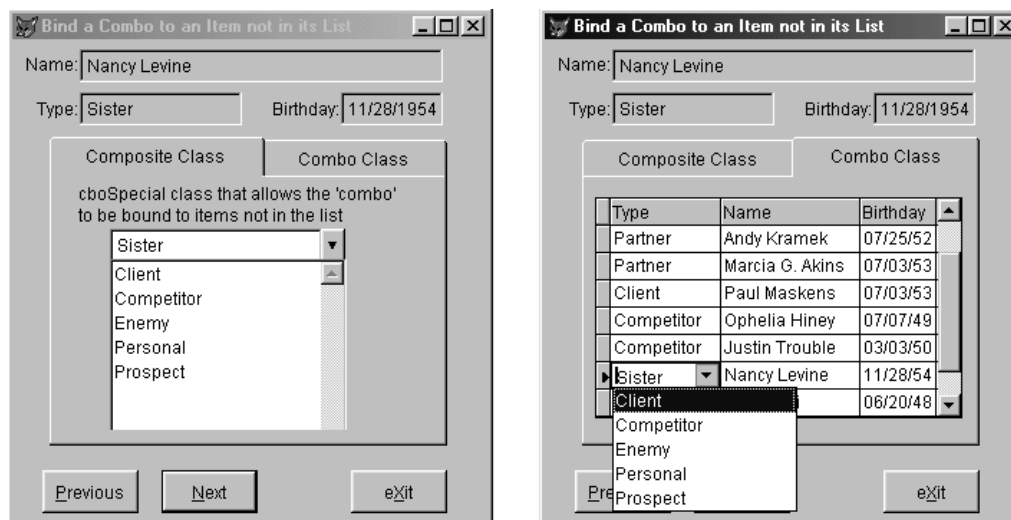 Bind a Combo to an Item not in its List
Name: Nancy Levine
Type: Sister Birthday: 11/28/1954
Composite Class Combo Class
cboSpecial class that allows the 'combo'
to be bound to items not in the list
Sister
Client
Competitor
Enemy
Personal
Prospect
Previous Next eXit
Bind a Combo to an Item not in its List
Name: Nancy Levine
Type: Sister Birthday: 11/28/1954
Composite Class Combo Class
Type Name Birthday
Partner Andy Kramek 07/25/52
Partner Marcia G. Akins 07/03/53
Client Paul Maskens 07/03/53
Competitor Ophelia Hiney 07/07/49
Competitor Justin Trouble 03/03/50
Sister Nancy Levine 11/28/54
Client 06/20/48
Competitor
Enemy
Personal
Prospect
Pre eXit